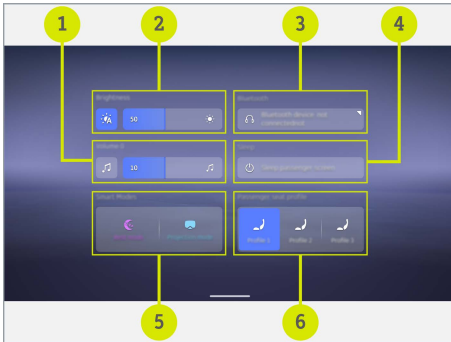 1 2 3 4
Brightness
50
Bluetooth
Bluetooth device not
connected
Volume
10
Sleep
Sleep passenger screen
Smart Modes
Passenger seat profile
Profile 1 Profile 2 Profile 3
5 6